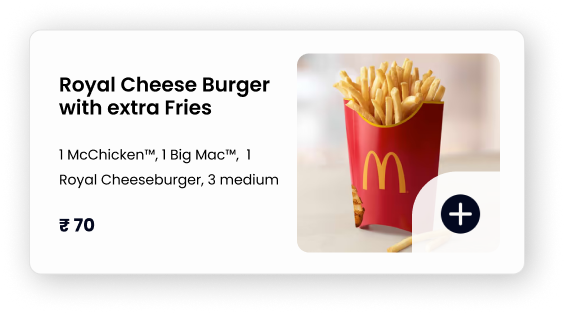 Royal Cheese Burger
with extra Fries
1 McChicken™, 1 Big Mac™, 1
Royal Cheeseburger, 3 medium
₹ 70